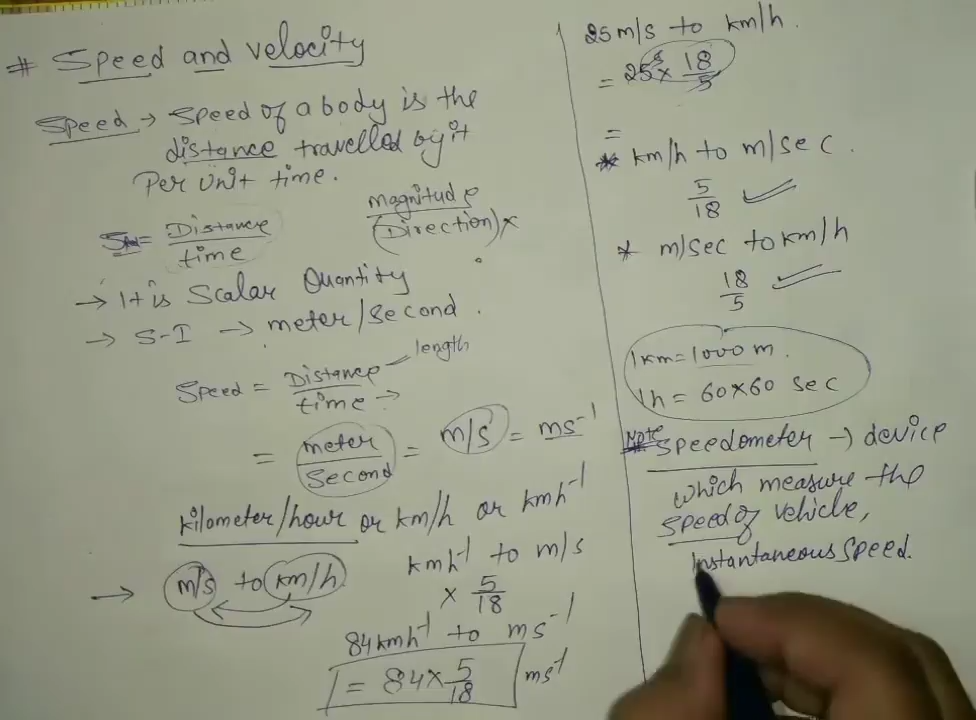 # Speed and velocity
Speed → Speed of a body is the
distance travelled by it
Per Unit time.
S = Distance / time
magnitude
(Direction) ×
→ It is Scalar Quantity
→ S-I → meter/Second.
Speed = Distance / time →
length
= meter / Second = m/s = ms⁻¹
kilometer/hour or km/h or kmh⁻¹
→ m/s to km/h
kmh⁻¹ to m/s
× 5/18
84 kmh⁻¹ to ms⁻¹
= 84 × 5/18 ms⁻¹
25 m/s to km/h.
= 25⁵ × 18/5
=
* km/h to m/sec.
5/18 ✓
* m/sec to km/h
18/5 ✓
1 km = 1000 m.
1h = 60×60 sec
Note
Speedometer → device
which measure the
speed of vehicle,
instantaneous speed.